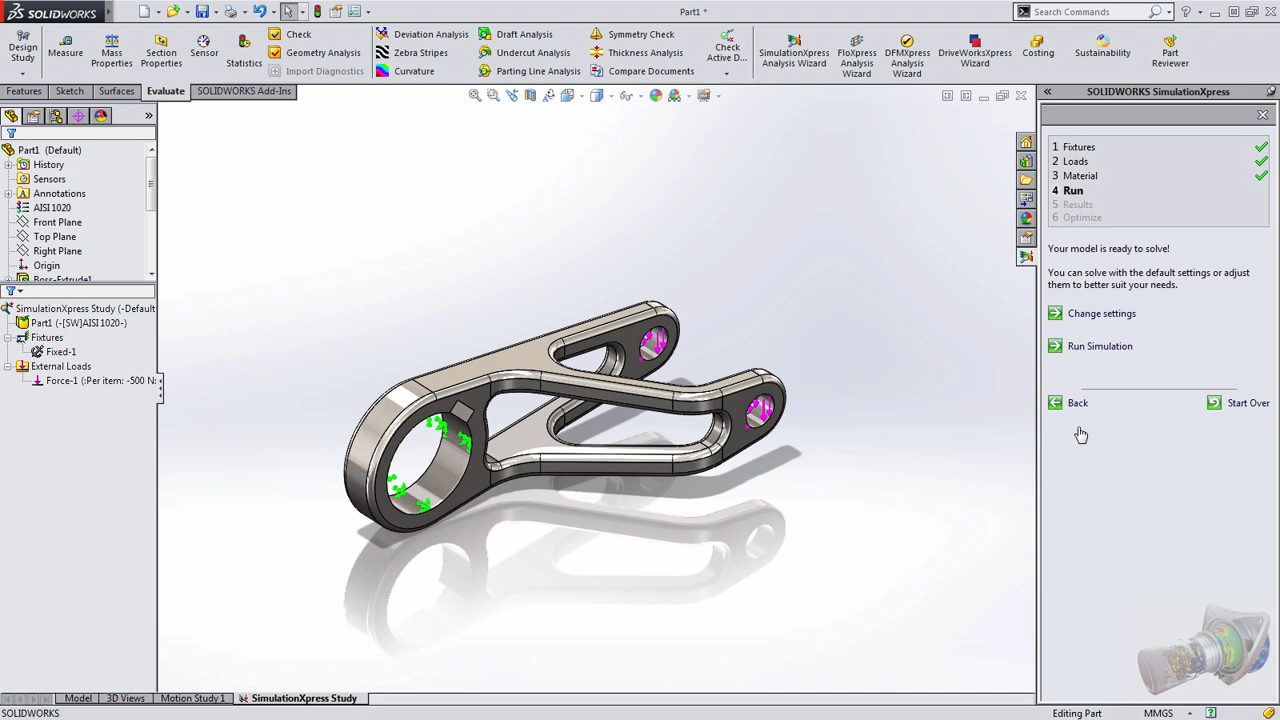 SOLIDWORKS
Part1 *
Search Commands
Design Study
Measure
Mass Properties
Section Properties
Sensor
Statistics
Check
Geometry Analysis
Import Diagnostics
Deviation Analysis
Zebra Stripes
Curvature
Draft Analysis
Undercut Analysis
Parting Line Analysis
Symmetry Check
Thickness Analysis
Compare Documents
Check Active D...
SimulationXpress Analysis Wizard
FloXpress Analysis Wizard
DFMXpress Analysis Wizard
DriveWorksXpress Wizard
Costing
Sustainability
Part Reviewer
Features
Sketch
Surfaces
Evaluate
SOLIDWORKS Add-Ins
SOLIDWORKS SimulationXpress
Part1 (Default)
History
Sensors
Annotations
AISI 1020
Front Plane
Top Plane
Right Plane
Origin
Boss-Extrude1
SimulationXpress Study (-Default
Part1 (-[SW]AISI 1020-)
Fixtures
Fixed-1
External Loads
Force-1 (:Per item: -500 N:
1 Fixtures
2 Loads
3 Material
4 Run
5 Results
6 Optimize
Your model is ready to solve!
You can solve with the default settings or adjust
them to better suit your needs.
Change settings
Run Simulation
Back
Start Over
Model
3D Views
Motion Study 1
SimulationXpress Study
SOLIDWORKS
Editing Part
MMGS